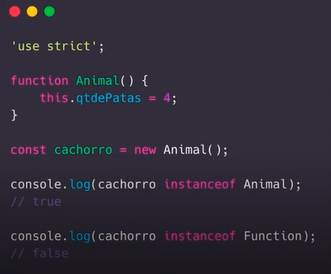 'use strict';
function Animal() {
    this.qtdePatas = 4;
}
const cachorro = new Animal();
console.log(cachorro instanceof Animal);
// true
console.log(cachorro instanceof Function);
// false